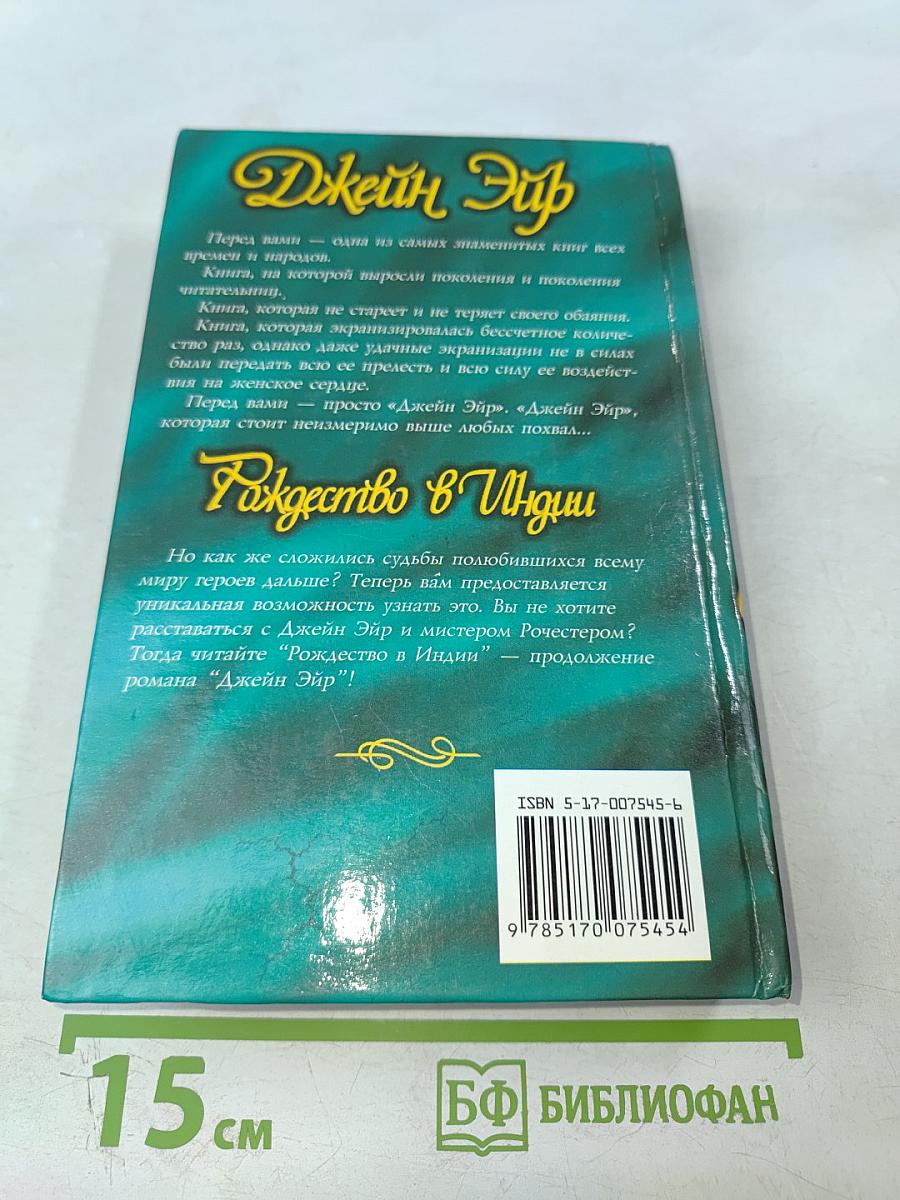 Джейн Эйр
Перед вами — одна из самых знаменитых книг всех
времен и народов.
Книга, на которой выросли поколения и поколения
читательниц.
Книга, которая не стареет и не теряет своего обаяния.
Книга, которая экранизировалась бессчетное количе-
ство раз, однако даже удачные экранизации не в силах
были передать всю ее прелесть и всю силу ее воздейст-
вия на женское сердце.
Перед вами — просто «Джейн Эйр». «Джейн Эйр»,
которая стоит неизмеримо выше любых похвал...
Рождество в Индии
Но как же сложились судьбы полюбившихся всему
миру героев дальше? Теперь вам предоставляется
уникальная возможность узнать это. Вы не хотите
расставаться с Джейн Эйр и мистером Рочестером?
Тогда читайте “Рождество в Индии” — продолжение
романа “Джейн Эйр”!
ISBN 5-17-007545-6
9 785170 075454
15 см
БФ БИБЛИОФАН